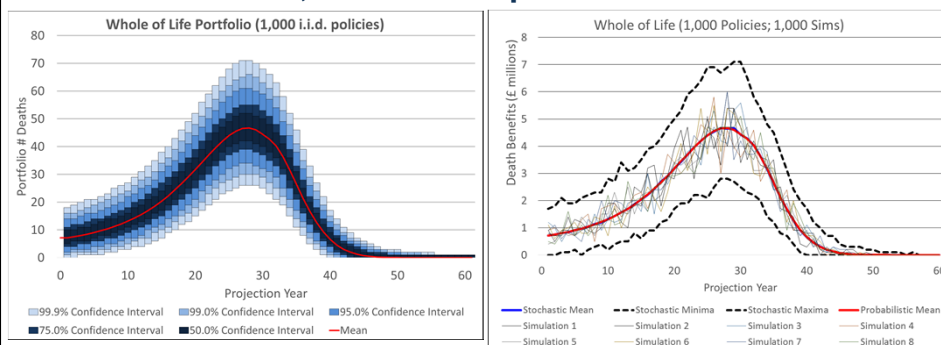 Whole of Life Portfolio (1,000 i.i.d. policies)
80
70
60
50
40
30
20
10
0
Portfolio # Deaths
0 10 20 30 40 50 60
Projection Year
99.9% Confidence Interval 99.0% Confidence Interval 95.0% Confidence Interval
75.0% Confidence Interval 50.0% Confidence Interval Mean
Whole of Life (1,000 Policies; 1,000 Sims)
8
7
6
5
4
3
2
1
0
Death Benefits (£ millions)
0 10 20 30 40 50 60
Projection Year
Stochastic Mean Stochastic Minima Stochastic Maxima Probabilistic Mean
Simulation 1 Simulation 2 Simulation 3 Simulation 4
Simulation 5 Simulation 6 Simulation 7 Simulation 8